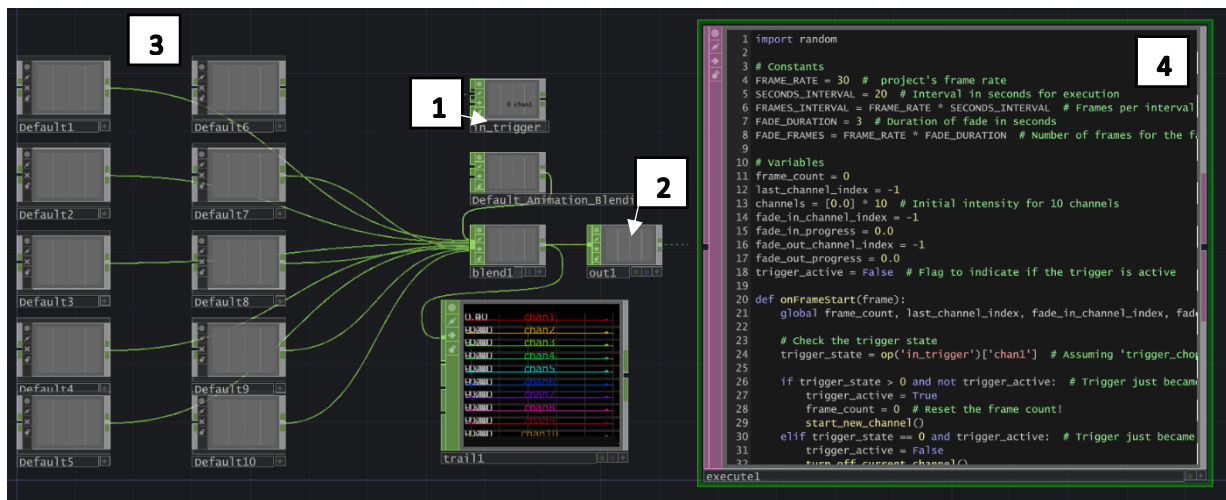 3
Default1
Default6
Default2
Default7
Default3
Default8
Default4
Default9
Default5
Default10
1
0 chan1
in_trigger
Default_Animation_Blendi
2
blend1
out1
chan1
chan2
chan3
chan4
chan5
chan6
chan7
chan8
chan9
chan10
trail1
4
1 import random
2
3 # Constants
4 FRAME_RATE = 30 # project's frame rate
5 SECONDS_INTERVAL = 20 # Interval in seconds for execution
6 FRAMES_INTERVAL = FRAME_RATE * SECONDS_INTERVAL # Frames per interval
7 FADE_DURATION = 3 # Duration of fade in seconds
8 FADE_FRAMES = FRAME_RATE * FADE_DURATION # Number of frames for the fa
9
10 # Variables
11 frame_count = 0
12 last_channel_index = -1
13 channels = [0.0] * 10 # Initial intensity for 10 channels
14 fade_in_channel_index = -1
15 fade_in_progress = 0.0
16 fade_out_channel_index = -1
17 fade_out_progress = 0.0
18 trigger_active = False # Flag to indicate if the trigger is active
19
20 def onFrameStart(frame):
21 global frame_count, last_channel_index, fade_in_channel_index, fad
22
23 # Check the trigger state
24 trigger_state = op('in_trigger')['chan1'] # Assuming 'trigger_cho
25
26 if trigger_state > 0 and not trigger_active: # Trigger just became
27 trigger_active = True
28 frame_count = 0 # Reset the frame count!
29 start_new_channel()
30 elif trigger_state == 0 and trigger_active: # Trigger just became
31 trigger_active = False
32 turn_off_current_channel()
execute1